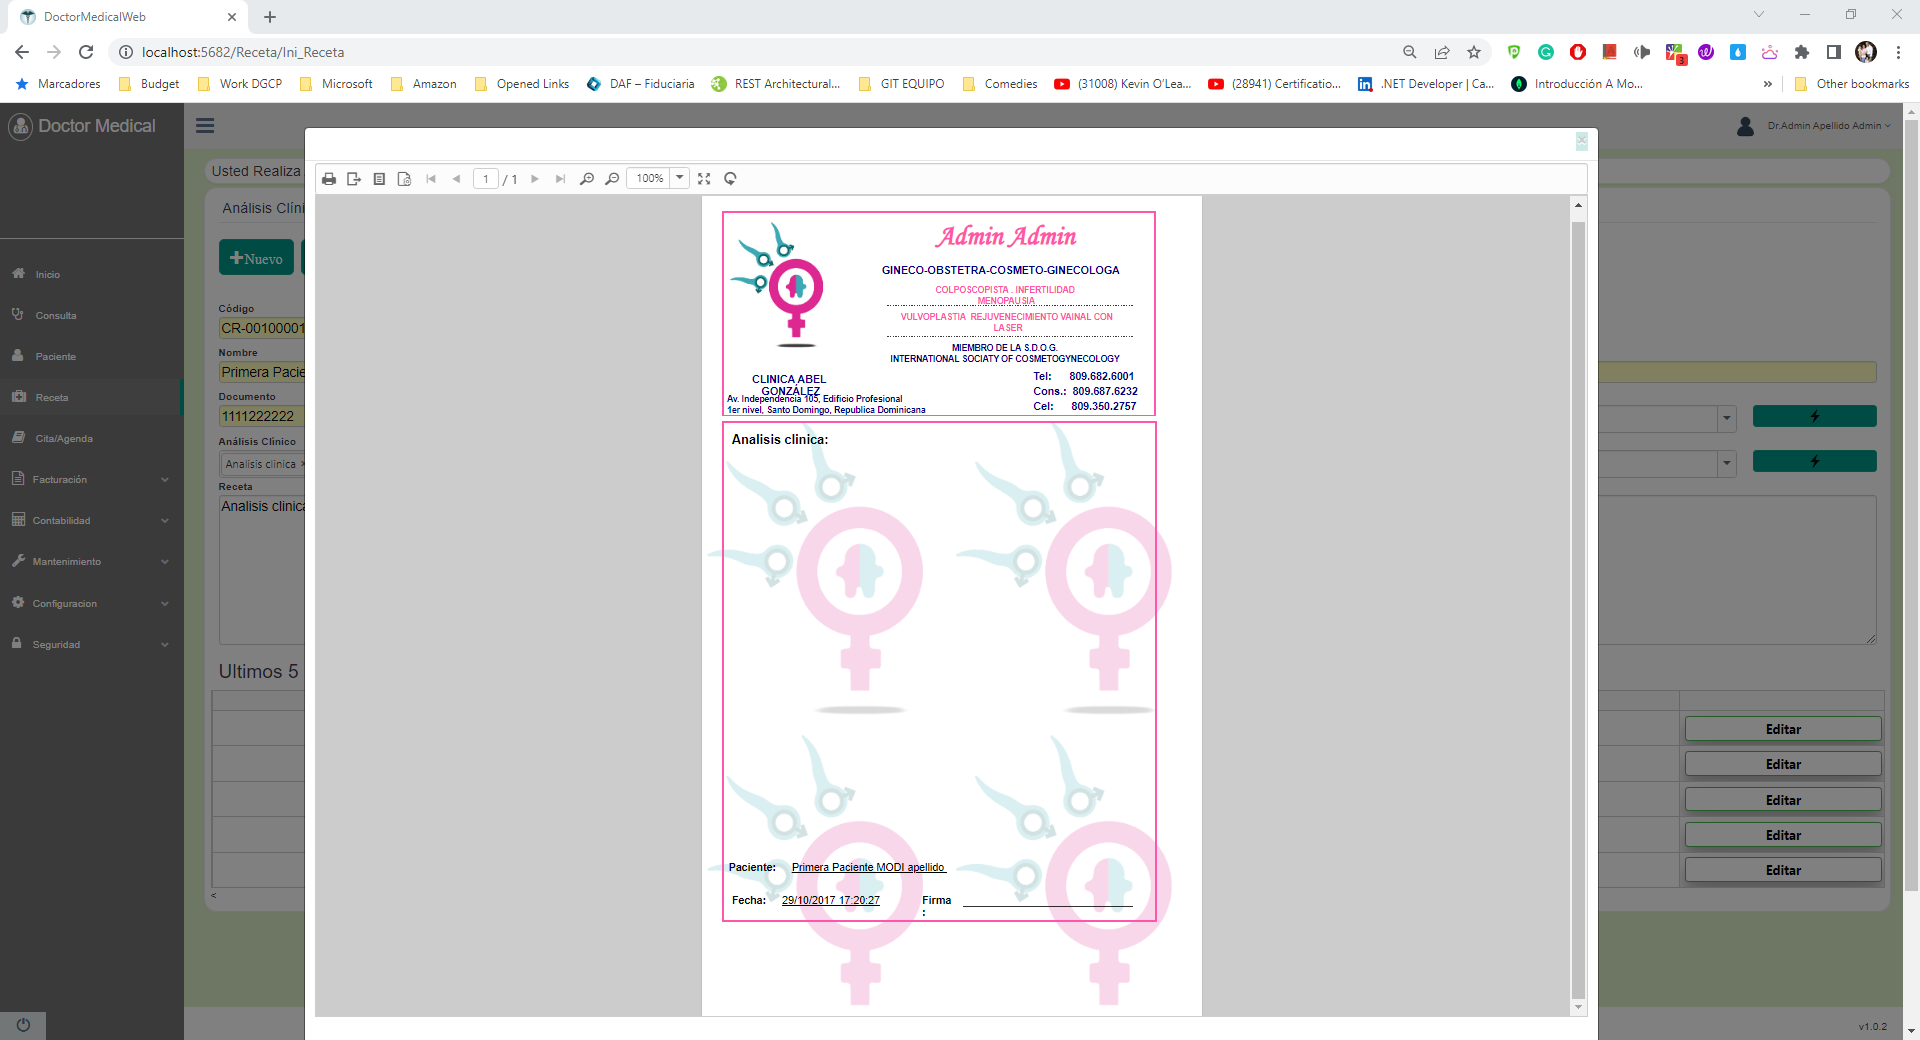 DoctorMedicalWeb
localhost:5682/Receta/Ini_Receta
3
Marcadores
Budget
Work DGCP
Microsoft
Amazon
Opened Links
DAF – Fiduciaria
REST Architectural...
GIT EQUIPO
Comedies
(31008) Kevin O'Lea...
(28941) Certificatio...
.NET Developer | Ca...
Introducción A Mo...
»
Other bookmarks
Doctor Medical
Dr.Admin Apellido Admin
Usted Realiza
Análisis Clíni
Nuevo
Inicio
Consulta
Paciente
Receta
Cita/Agenda
Facturación
Contabilidad
Mantenimiento
Configuracion
Seguridad
Código
CR-00100001
Nombre
Primera Pacie
Documento
1111222222
Análisis Clinico
Analisis clinica ×
Receta
Analisis clinica
Ultimos 5
<
1 / 1
100%
Admin Admin
GINECO-OBSTETRA-COSMETO-GINECOLOGA
COLPOSCOPISTA . INFERTILIDAD
MENOPAUSIA
VULVOPLASTIA REJUVENECIMIENTO VAINAL CON
LASER
MIEMBRO DE LA S.D.O.G.
INTERNATIONAL SOCIATY OF COSMETOGYNECOLOGY
CLINICA ABEL
GONZÁLEZ
Av. Independencia 105, Edificio Profesional
1er nivel, Santo Domingo, Republica Dominicana
Tel: 809.682.6001
Cons.: 809.687.6232
Cel: 809.350.2757
Analisis clinica:
Paciente: Primera Paciente MODI apellido
Fecha: 29/10/2017 17:20:27
Firma
:
Editar
Editar
Editar
Editar
Editar
v1.0.2